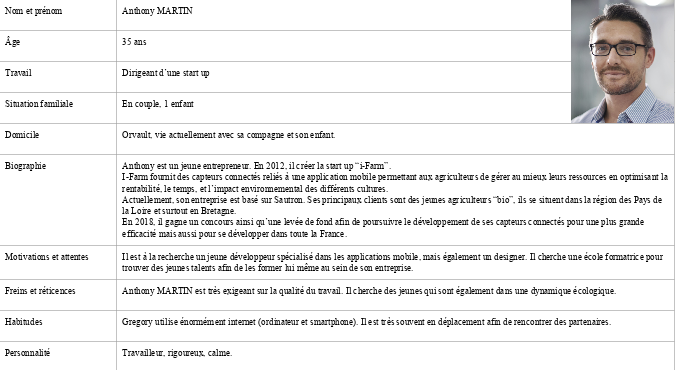 Nom et prénom Anthony MARTIN
Âge 35 ans
Travail Dirigeant d’une start up
Situation familiale En couple, 1 enfant
Domicile Orvault, vie actuellement avec sa compagne et son enfant.
Biographie Anthony est un jeune entrepreneur. En 2012, il créer la start up “i-Farm”.
I-Farm fournit des capteurs connectés reliés à une application mobile permettant aux agriculteurs de gérer au mieux leurs ressources en optimisant la
rentabilité, le temps, et l’impact environnemental des différents cultures.
Actuellement, son entreprise est basé sur Sautron. Ses principaux clients sont des jeunes agriculteurs “bio”, ils se situent dans la région des Pays de
la Loire et surtout en Bretagne.
En 2018, il gagne un concours ainsi qu’une levée de fond afin de poursuivre le développement de ses capteurs connectés pour une plus grande
efficacité mais aussi pour se développer dans toute la France.
Motivations et attentes Il est à la recherche un jeune développeur spécialisé dans les applications mobile, mais également un designer. Il cherche une école formatrice pour
trouver des jeunes talents afin de les former lui même au sein de son entreprise.
Freins et réticences Anthony MARTIN est très exigeant sur la qualité du travail. Il cherche des jeunes qui sont également dans une dynamique écologique.
Habitudes Gregory utilise énormément internet (ordinateur et smartphone). Il est très souvent en déplacement afin de rencontrer des partenaires.
Personnalité Travailleur, rigoureux, calme.